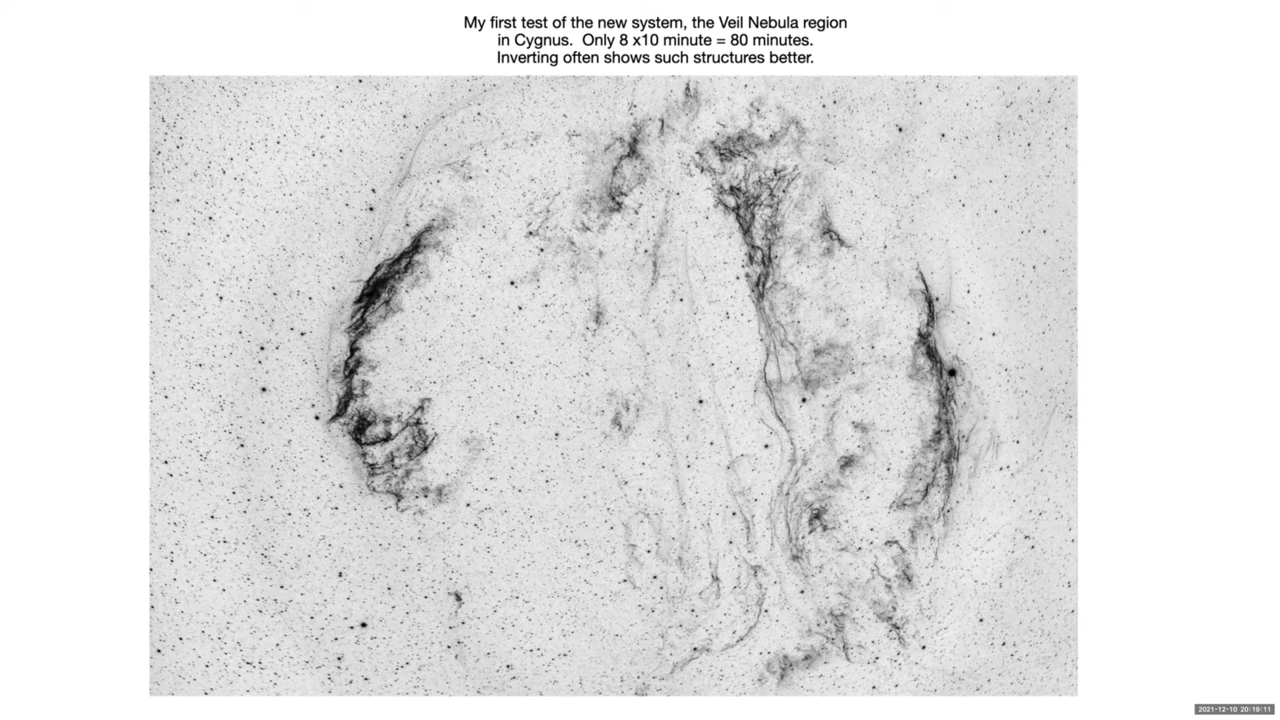 My first test of the new system, the Veil Nebula region
in Cygnus.  Only 8 x10 minute = 80 minutes.
Inverting often shows such structures better.
2021-12-10 20:19:11